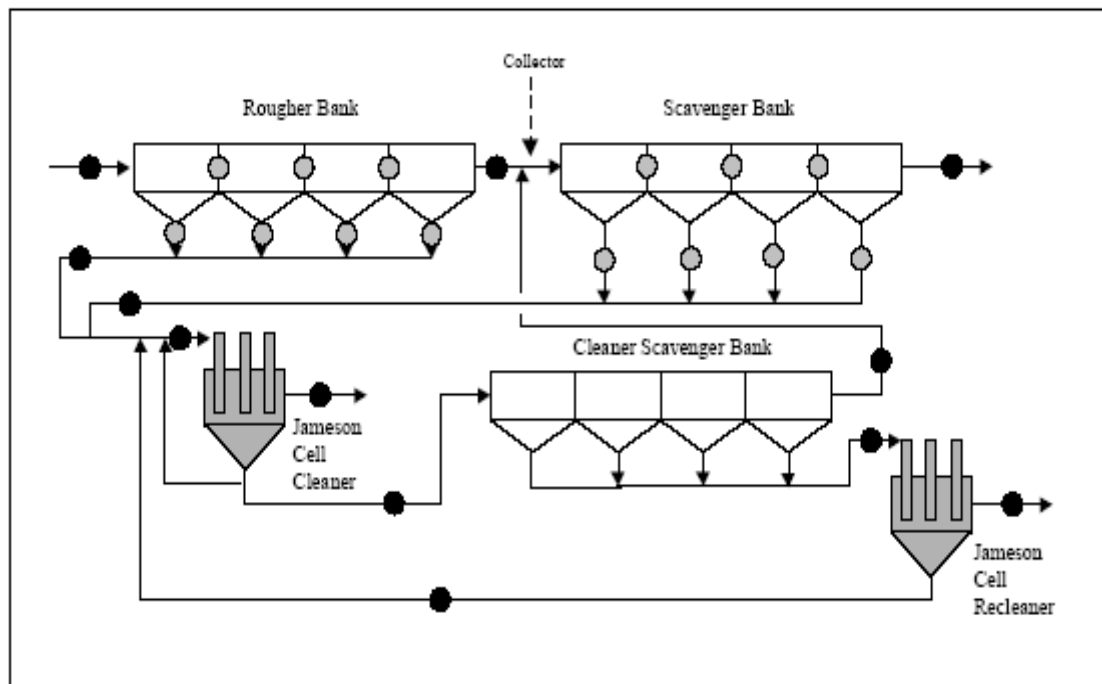 Collector
Rougher Bank
Scavenger Bank
Cleaner Scavenger Bank
Jameson
Cell
Cleaner
Jameson
Cell
Recleaner